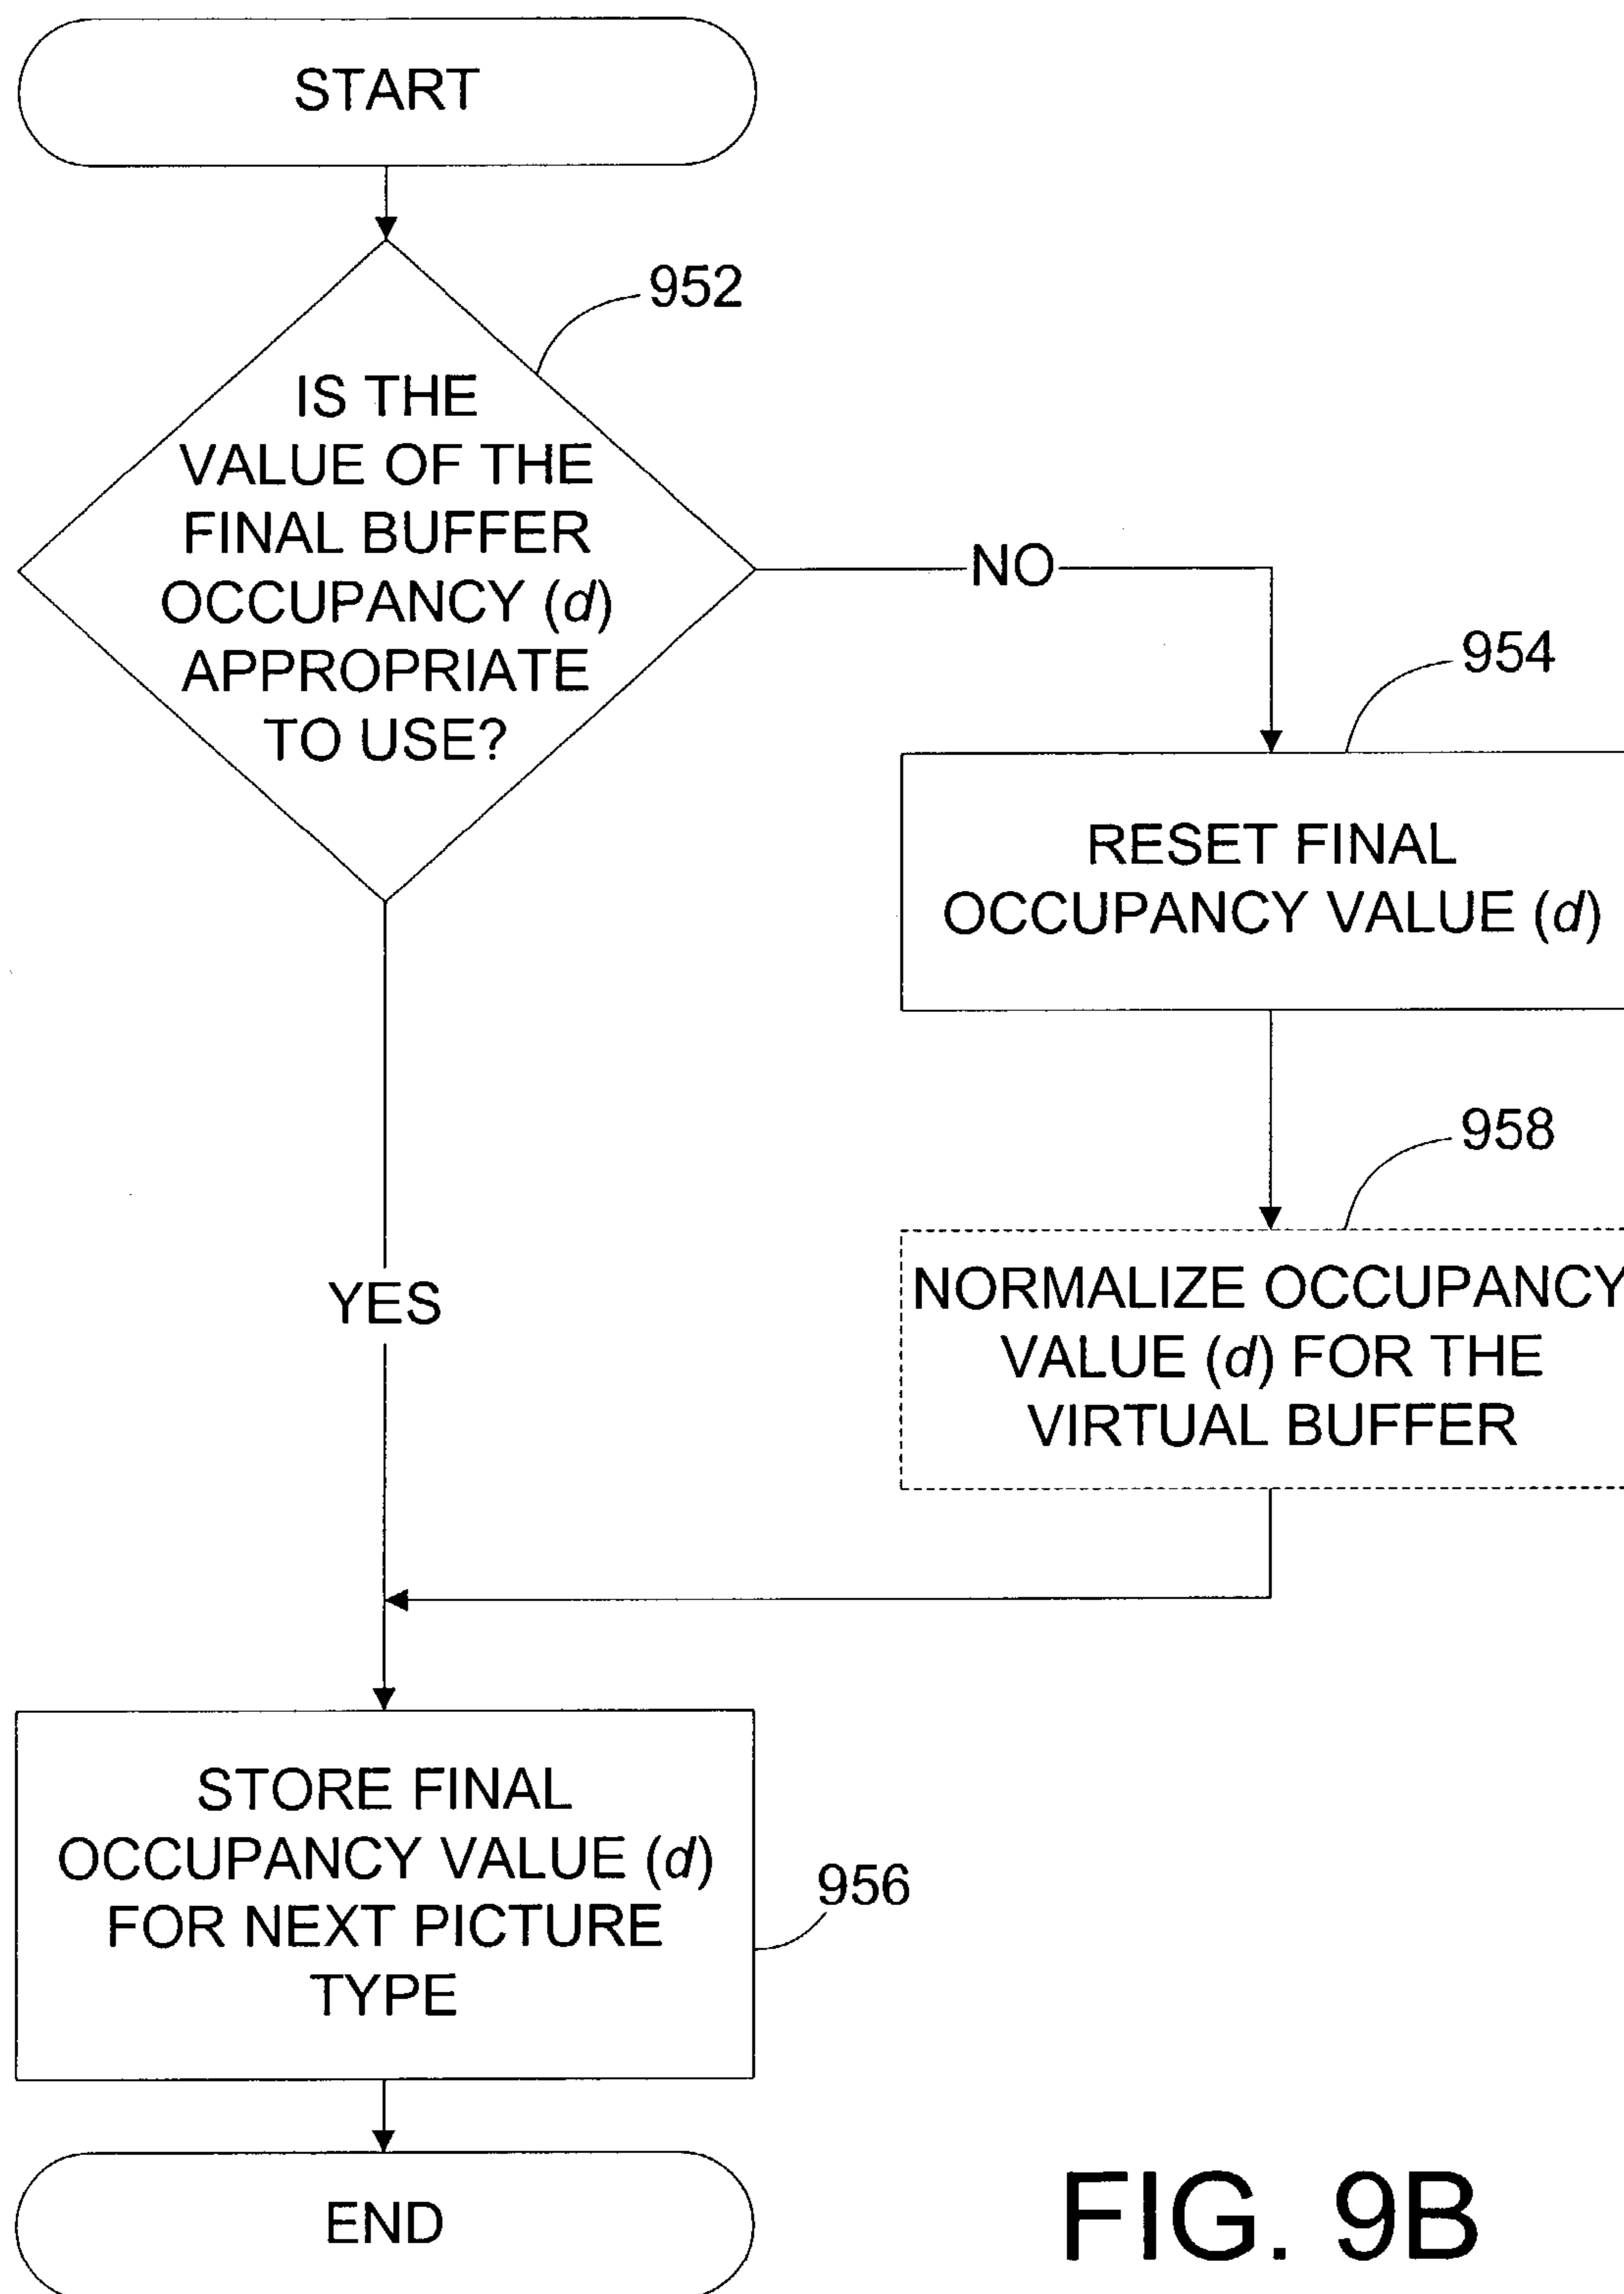 START
952
IS THE
VALUE OF THE
FINAL BUFFER
OCCUPANCY (d)
APPROPRIATE
TO USE?
NO
954
RESET FINAL
OCCUPANCY VALUE (d)
958
NORMALIZE OCCUPANCY
VALUE (d) FOR THE
VIRTUAL BUFFER
YES
STORE FINAL
OCCUPANCY VALUE (d)
FOR NEXT PICTURE
TYPE
956
END
FIG. 9B